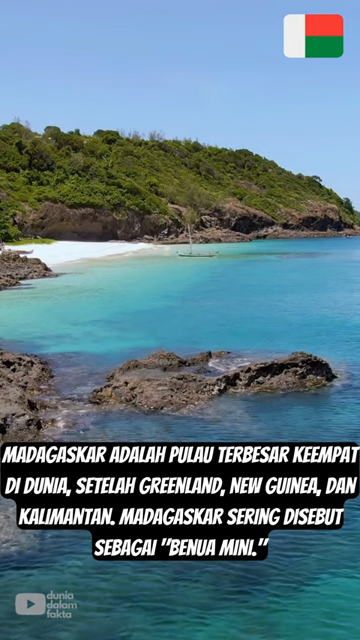 MADAGASKAR ADALAH PULAU TERBESAR KEEMPAT
DI DUNIA, SETELAH GREENLAND, NEW GUINEA, DAN
KALIMANTAN. MADAGASKAR SERING DISEBUT
SEBAGAI "BENUA MINI."
dunia
dalam
fakta